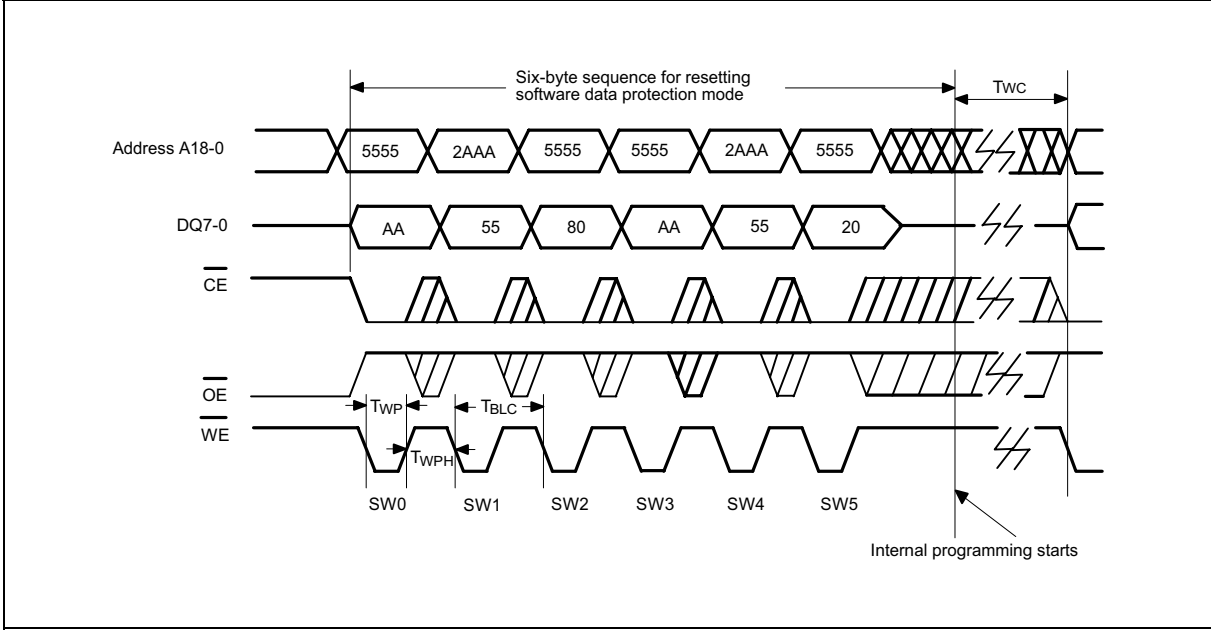 Six-byte sequence for resetting
software data protection mode
TWC
Address A18-0
5555 2AAA 5555 5555 2AAA 5555
DQ7-0
AA 55 80 AA 55 20
CE
OE
TWP TBLC
WE
TWPH
SW0 SW1 SW2 SW3 SW4 SW5
Internal programming starts